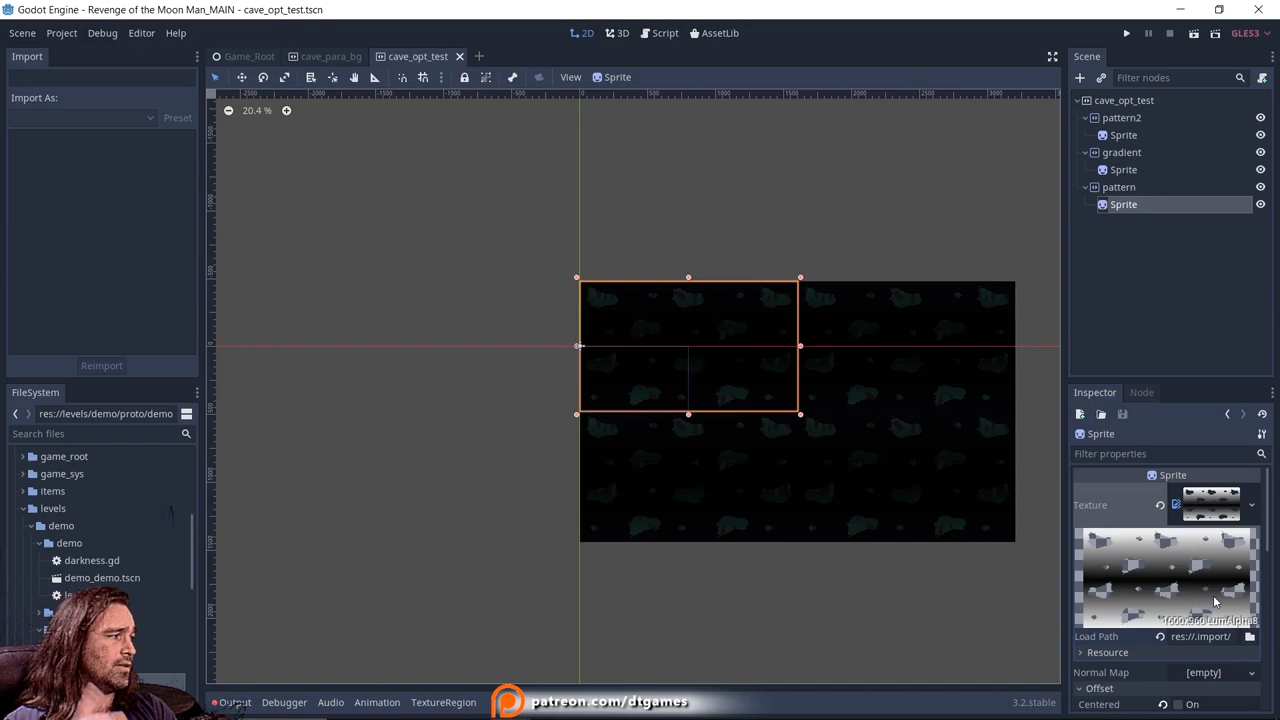 Godot Engine - Revenge of the Moon Man_MAIN - cave_opt_test.tscn
Scene Project Debug Editor Help
2D 3D Script AssetLib
GLES3
Import
Game_Root cave_para_bg cave_opt_test
Scene
Filter nodes
View Sprite
Import As:
Preset
20.4 %
cave_opt_test
pattern2
Sprite
gradient
Sprite
pattern
Sprite
Reimport
FileSystem
res://levels/demo/proto/demo
Search files
game_root
game_sys
items
levels
demo
demo
darkness.gd
demo_demo.tscn
Inspector Node
Sprite
Filter properties
Sprite
Texture
1600x960 LumAlpha8
Load Path res://.import/
Resource
Normal Map [empty]
Offset
Centered On
Output Debugger Audio Animation TextureRegion
patreon.com/dtgames
3.2.stable